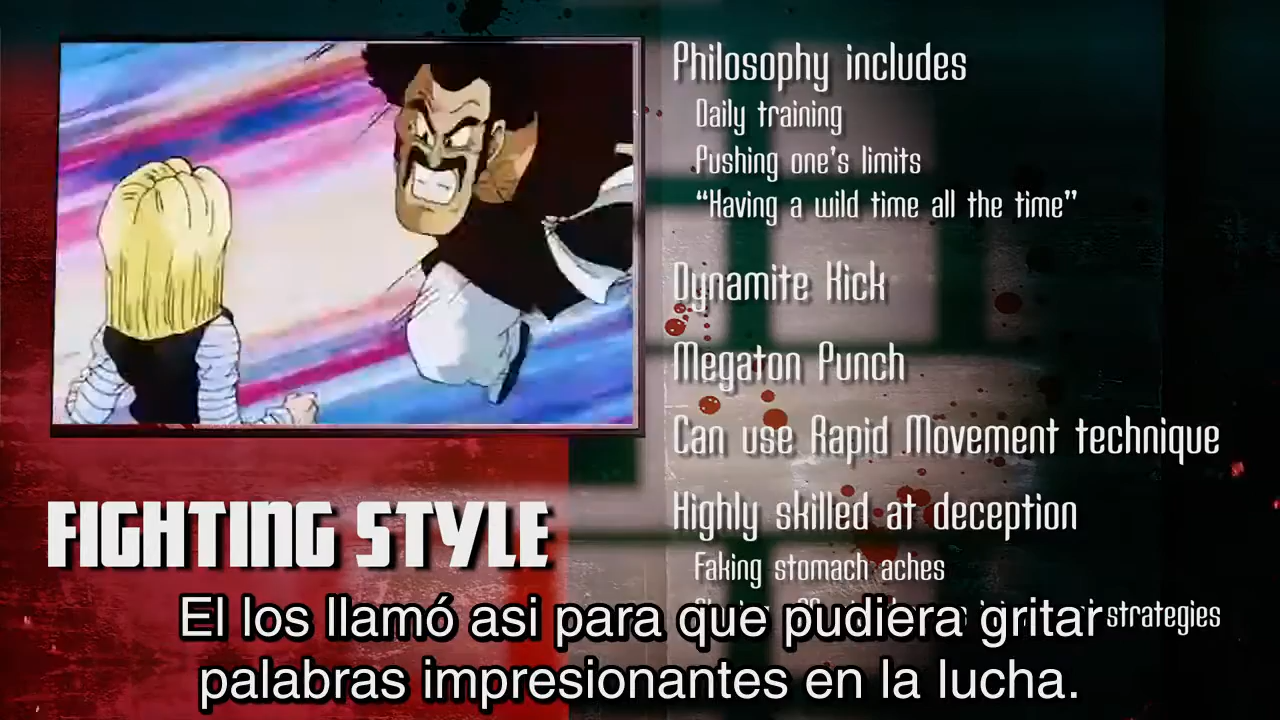 Philosophy includes
Daily training
Pushing one's limits
“Having a wild time all the time”
Dynamite Kick
Megaton Punch
Can use Rapid Movement technique
Highly skilled at deception
Faking stomach aches
strategies
FIGHTING STYLE
El los llamó asi para que pudiera gritar
palabras impresionantes en la lucha.